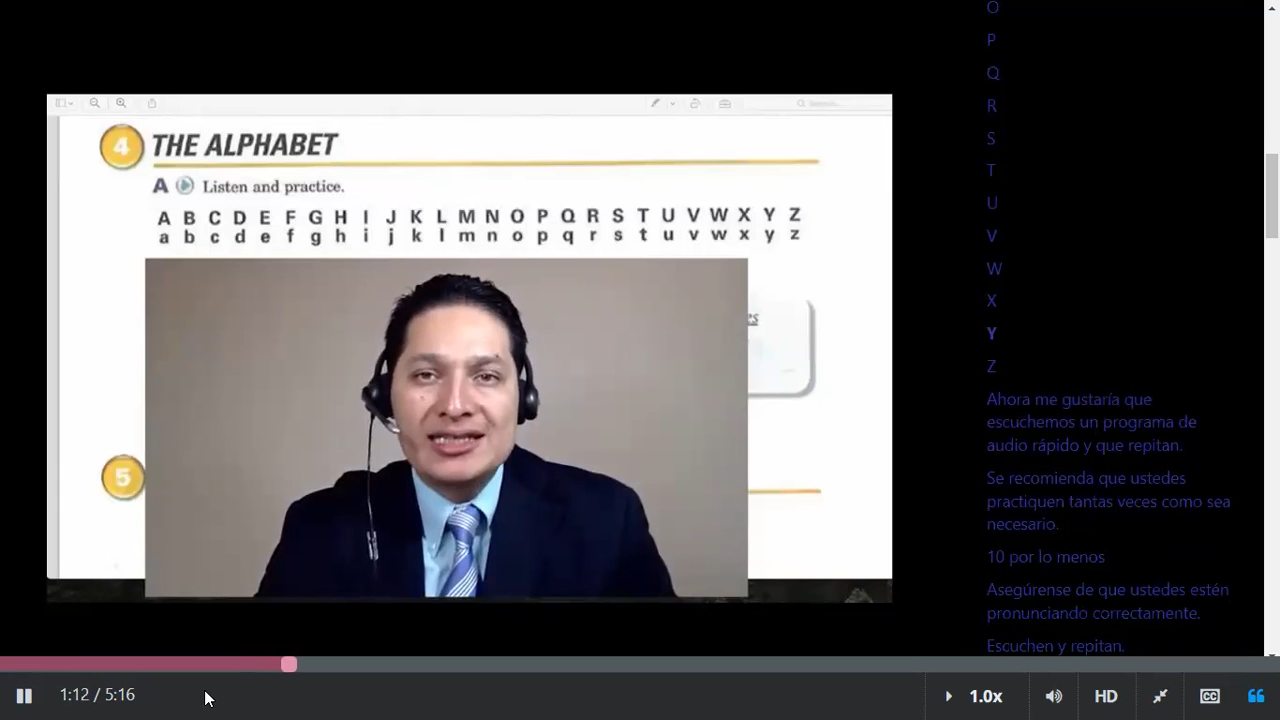 4 THE ALPHABET
A Listen and practice.
A B C D E F G H I J K L M N O P Q R S T U V W X Y Z
a b c d e f g h i j k l m n o p q r s t u v w x y z
5
O
P
Q
R
S
T
U
V
W
X
Y
Z
Ahora me gustaría que
escuchemos un programa de
audio rápido y que repitan.
Se recomienda que ustedes
practiquen tantas veces como sea
necesario.
10 por lo menos
Asegúrense de que ustedes estén
pronunciando correctamente.
Escuchen y repitan.
1:12 / 5:16
1.0x
HD
CC